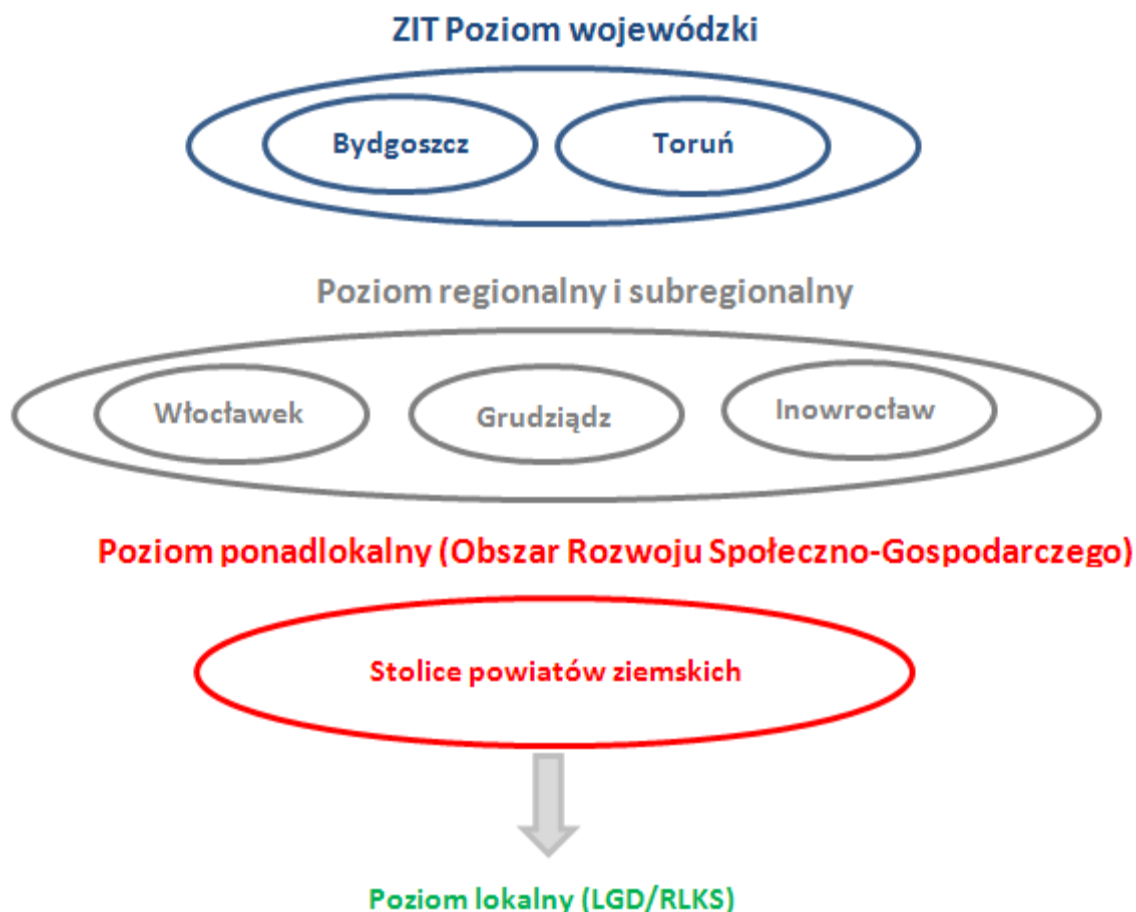 ZIT Poziom wojewódzki
Bydgoszcz
Toruń
Poziom regionalny i subregionalny
Włocławek
Grudziądz
Inowrocław
Poziom ponadlokalny (Obszar Rozwoju Społeczno-Gospodarczego)
Stolice powiatów ziemskich
Poziom lokalny (LGD/RLKS)